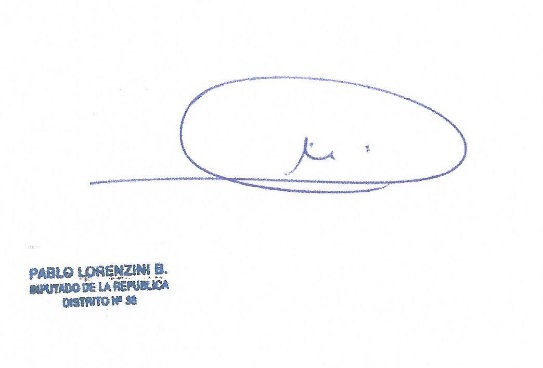 PABLO LORENZINI B.
DIPUTADO DE LA REPUBLICA
DISTRITO Nº 38